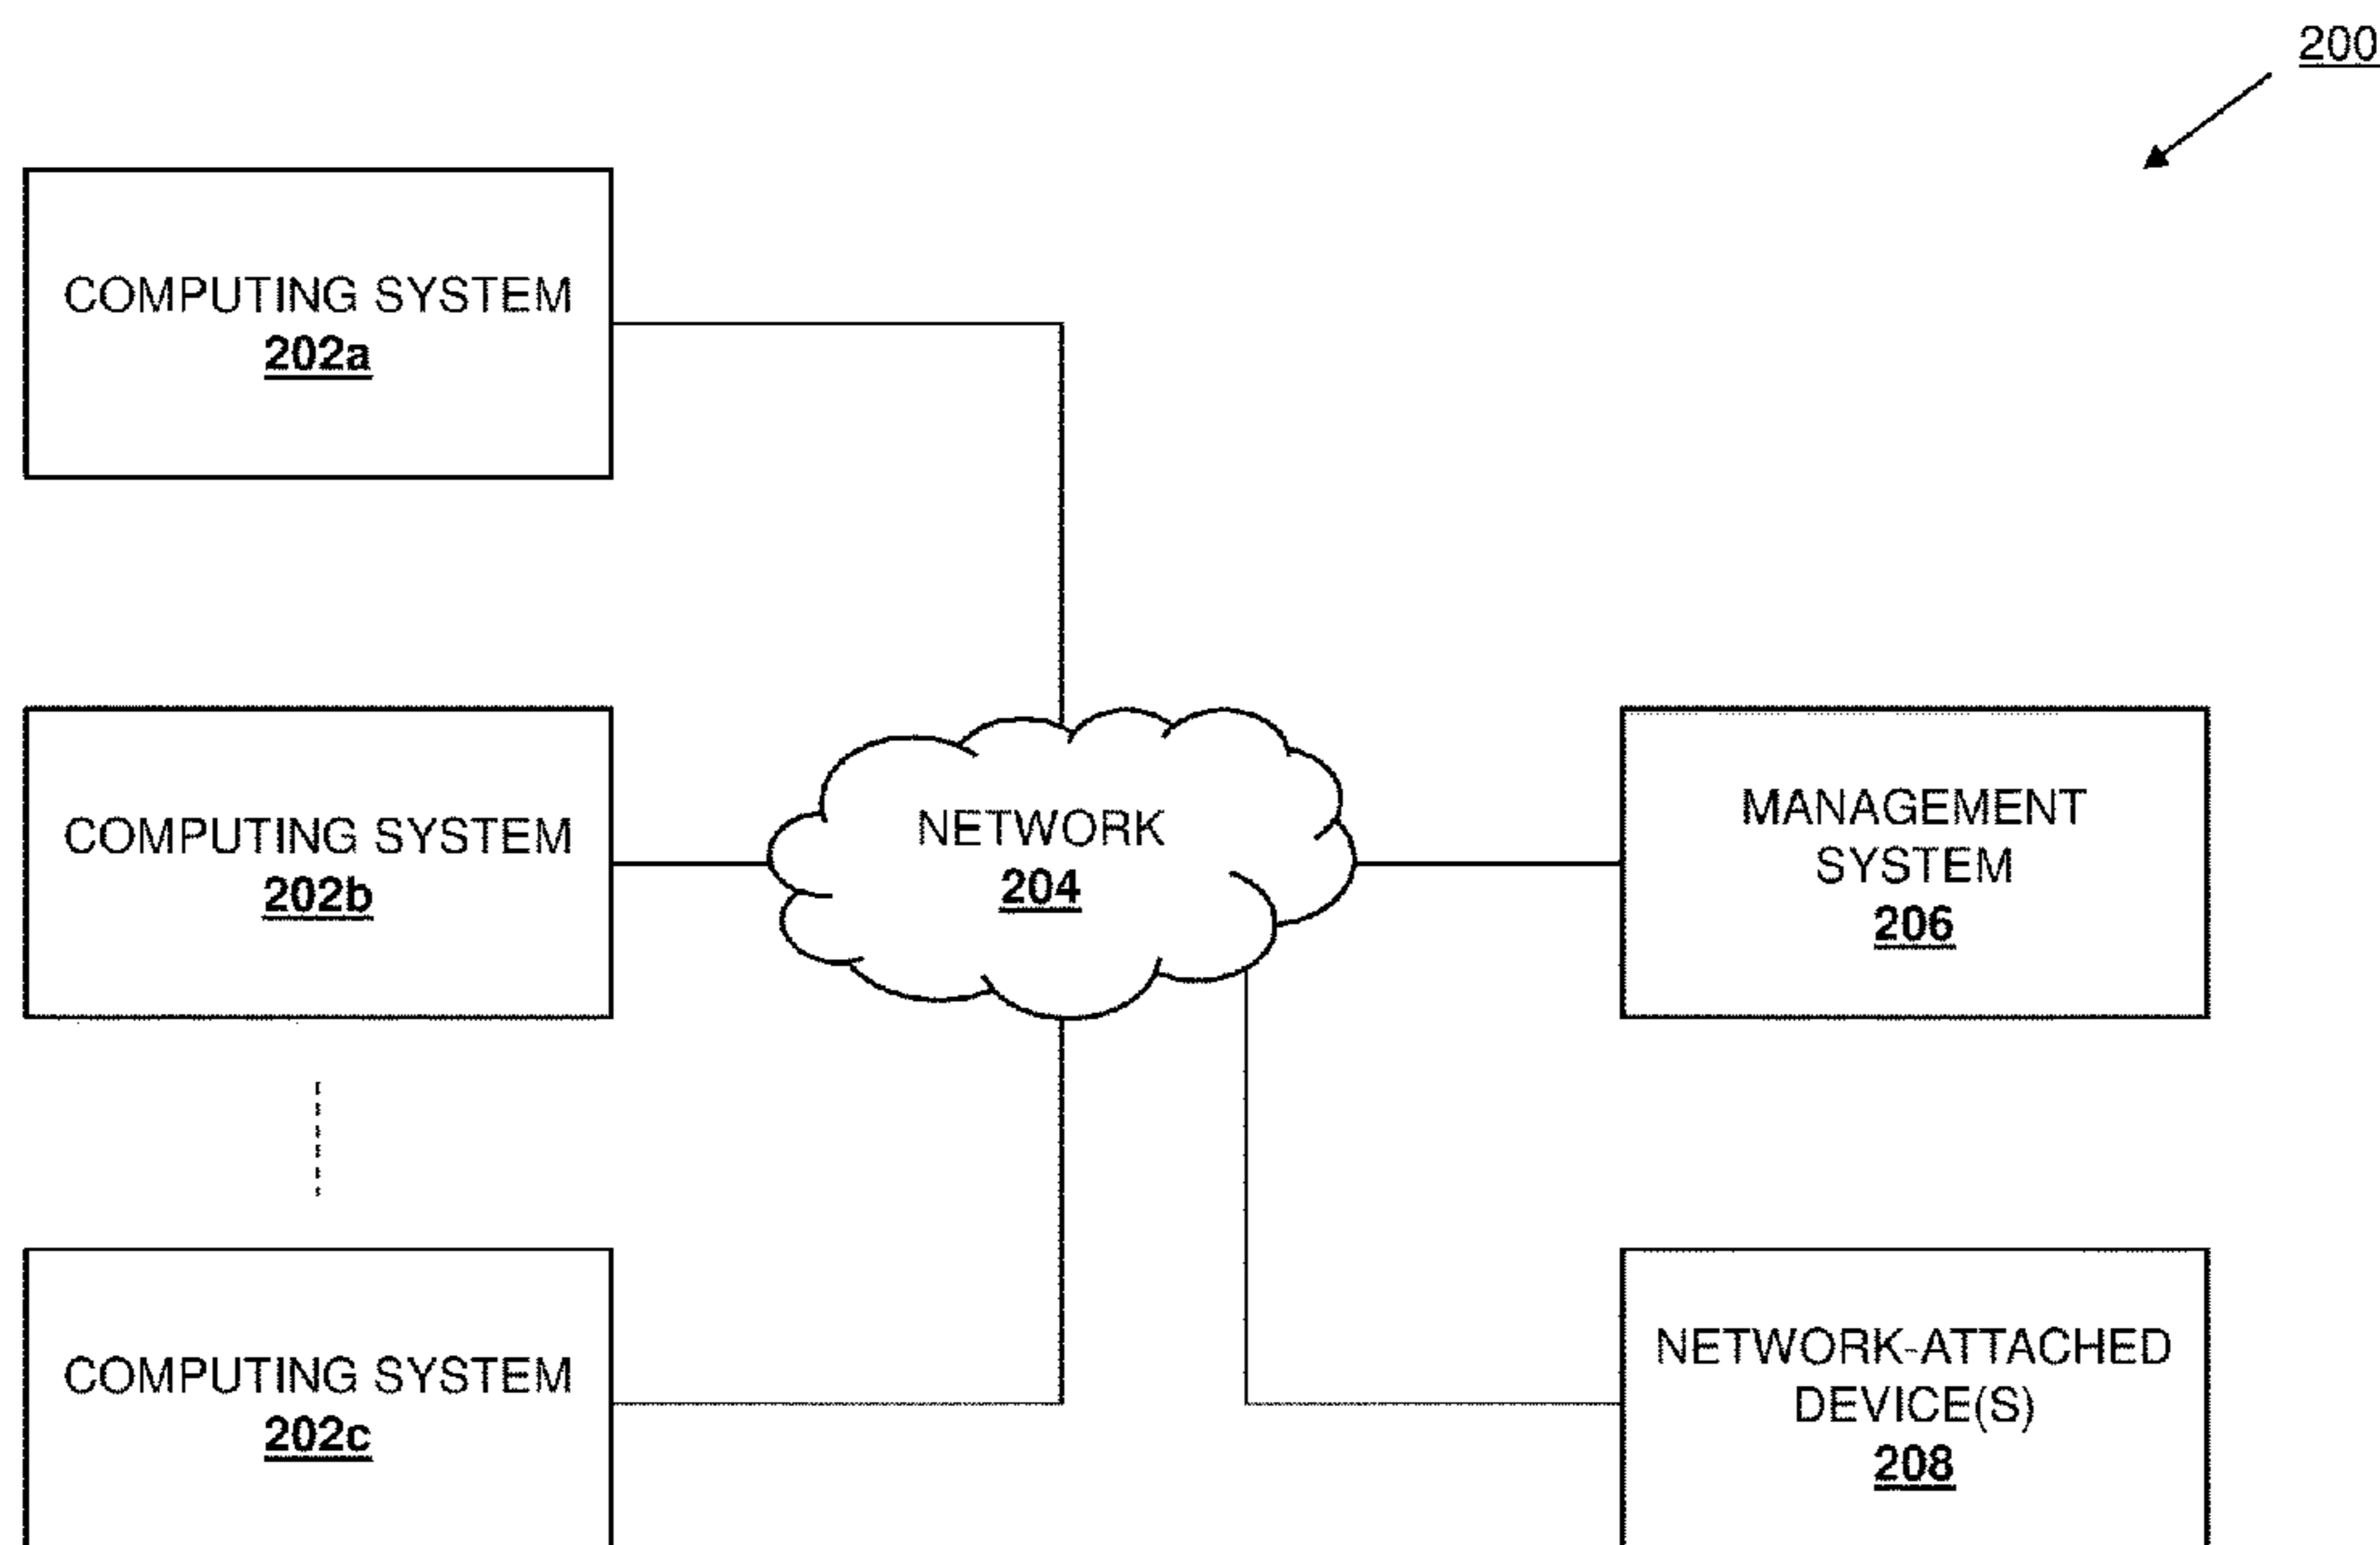 200
COMPUTING SYSTEM
202a
COMPUTING SYSTEM
202b
NETWORK
204
MANAGEMENT
SYSTEM
206
COMPUTING SYSTEM
202c
NETWORK-ATTACHED
DEVICE(S)
208